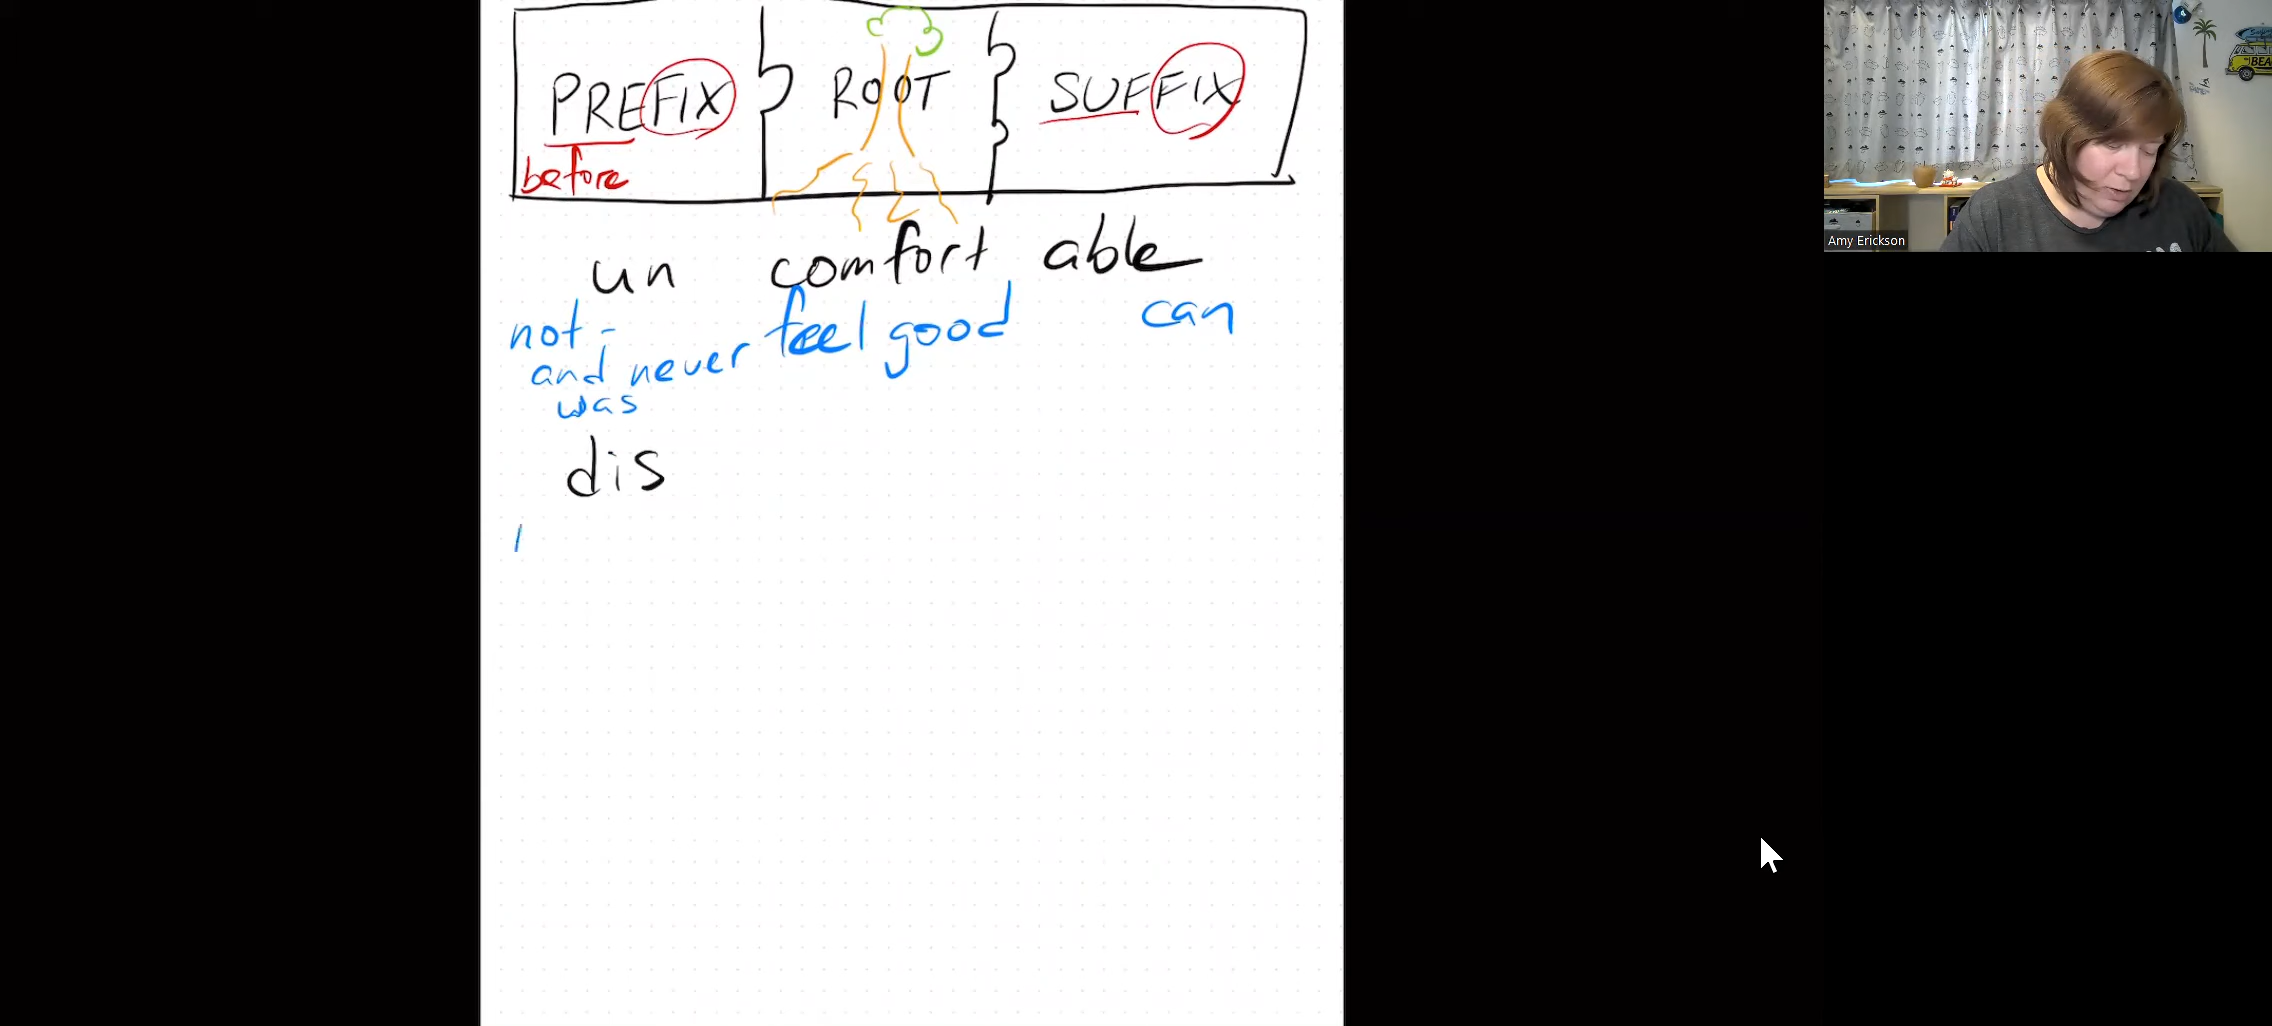 PREFIX ROOT SUFFIX
before
un comfort able
not - feel good can
and never
was
dis
Amy Erickson